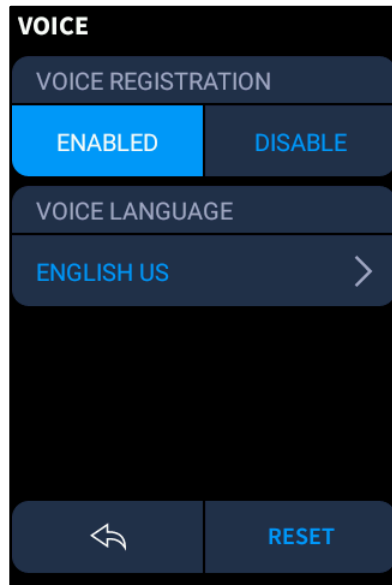 VOICE
VOICE REGISTRATION
ENABLED DISABLE
VOICE LANGUAGE
ENGLISH US
RESET